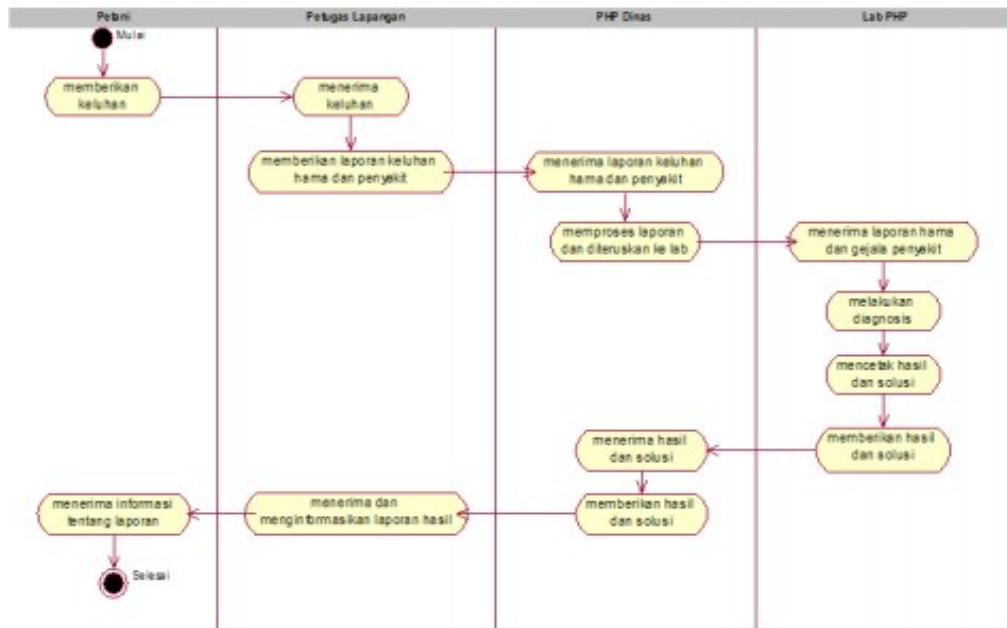 Petani
Petugas Lapangan
PHP Dinas
Lab PHP
Mulai
memberikan
keluhan
menerima
keluhan
memberikan laporan keluhan
hama dan penyakit
menerima laporan keluhan
hama dan penyakit
memproses laporan
dan diteruskan ke lab
menerima laporan hama
dan gejala penyakit
melakukan
diagnosis
mencetak hasil
dan solusi
memberikan hasil
dan solusi
menerima hasil
dan solusi
memberikan hasil
dan solusi
menerima dan
menginformasikan laporan hasil
menerima informasi
tentang laporan
Selesai